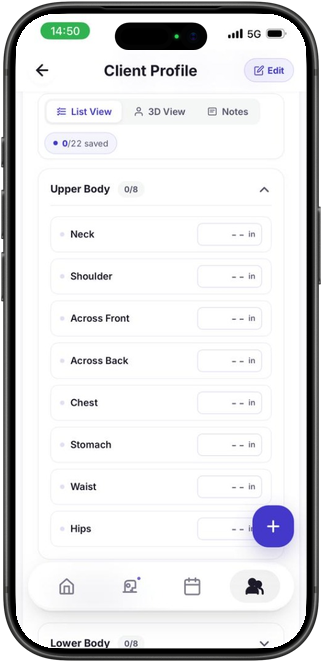 14:50
5G
Client Profile
Edit
List View
3D View
Notes
0/22 saved
Upper Body 0/8
Neck -- in
Shoulder -- in
Across Front -- in
Across Back -- in
Chest -- in
Stomach -- in
Waist -- in
Hips -- in
Lower Body 0/8